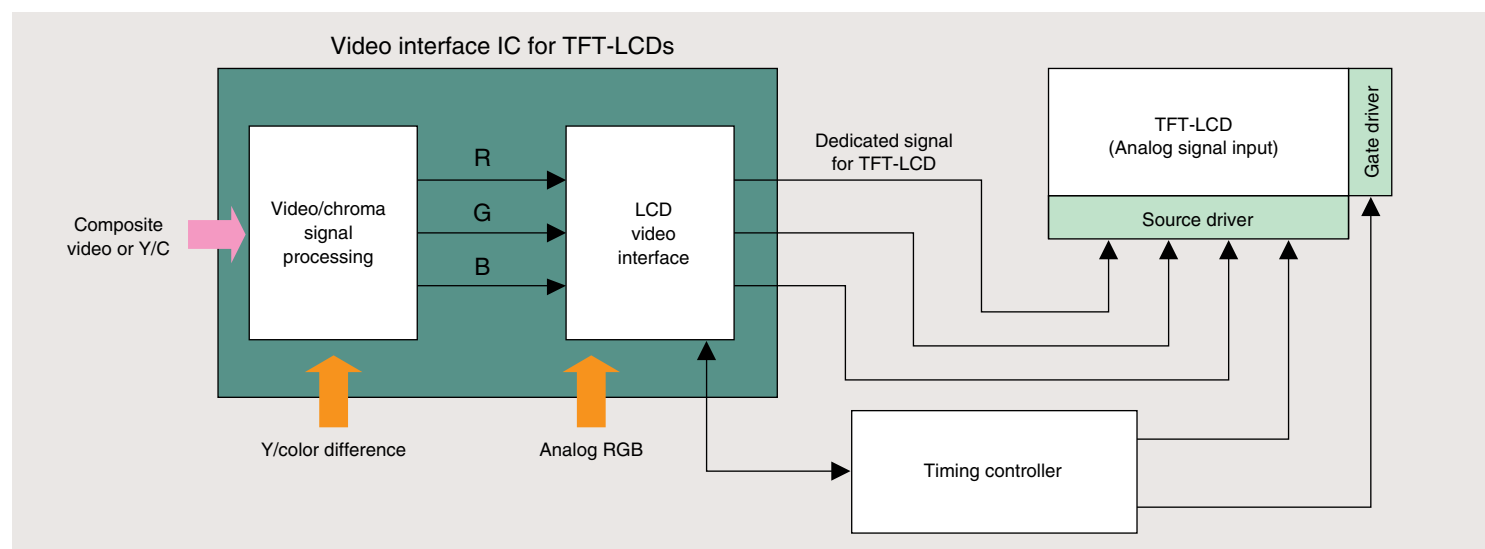 Video interface IC for TFT-LCDs
Composite
video or Y/C
Video/chroma
signal
processing
R
G
B
LCD
video
interface
Dedicated signal
for TFT-LCD
TFT-LCD
(Analog signal input)
Gate driver
Source driver
Y/color difference
Analog RGB
Timing controller